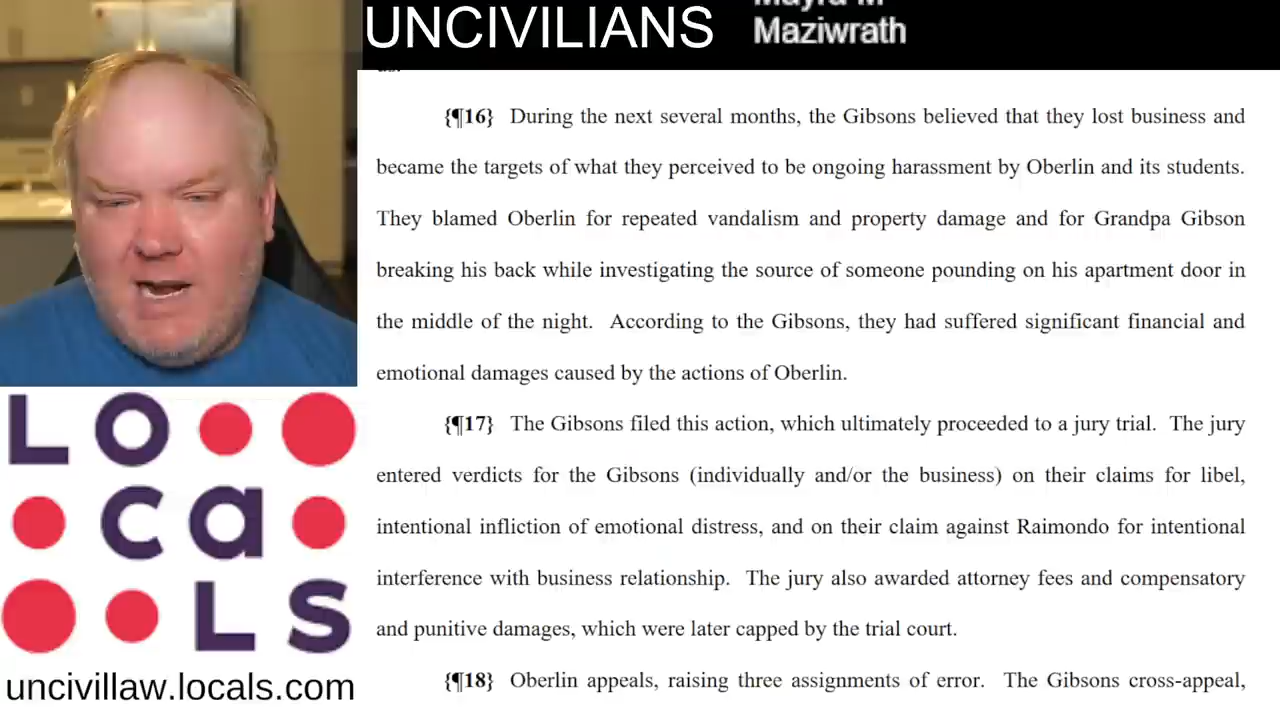 UNCIVILIANS
Mayra M
Maziwrath
us.
{¶16} During the next several months, the Gibsons believed that they lost business and
became the targets of what they perceived to be ongoing harassment by Oberlin and its students.
They blamed Oberlin for repeated vandalism and property damage and for Grandpa Gibson
breaking his back while investigating the source of someone pounding on his apartment door in
the middle of the night. According to the Gibsons, they had suffered significant financial and
emotional damages caused by the actions of Oberlin.
{¶17} The Gibsons filed this action, which ultimately proceeded to a jury trial. The jury
entered verdicts for the Gibsons (individually and/or the business) on their claims for libel,
intentional infliction of emotional distress, and on their claim against Raimondo for intentional
interference with business relationship. The jury also awarded attorney fees and compensatory
and punitive damages, which were later capped by the trial court.
{¶18} Oberlin appeals, raising three assignments of error. The Gibsons cross-appeal,
LO
ca
LS
uncivillaw.locals.com